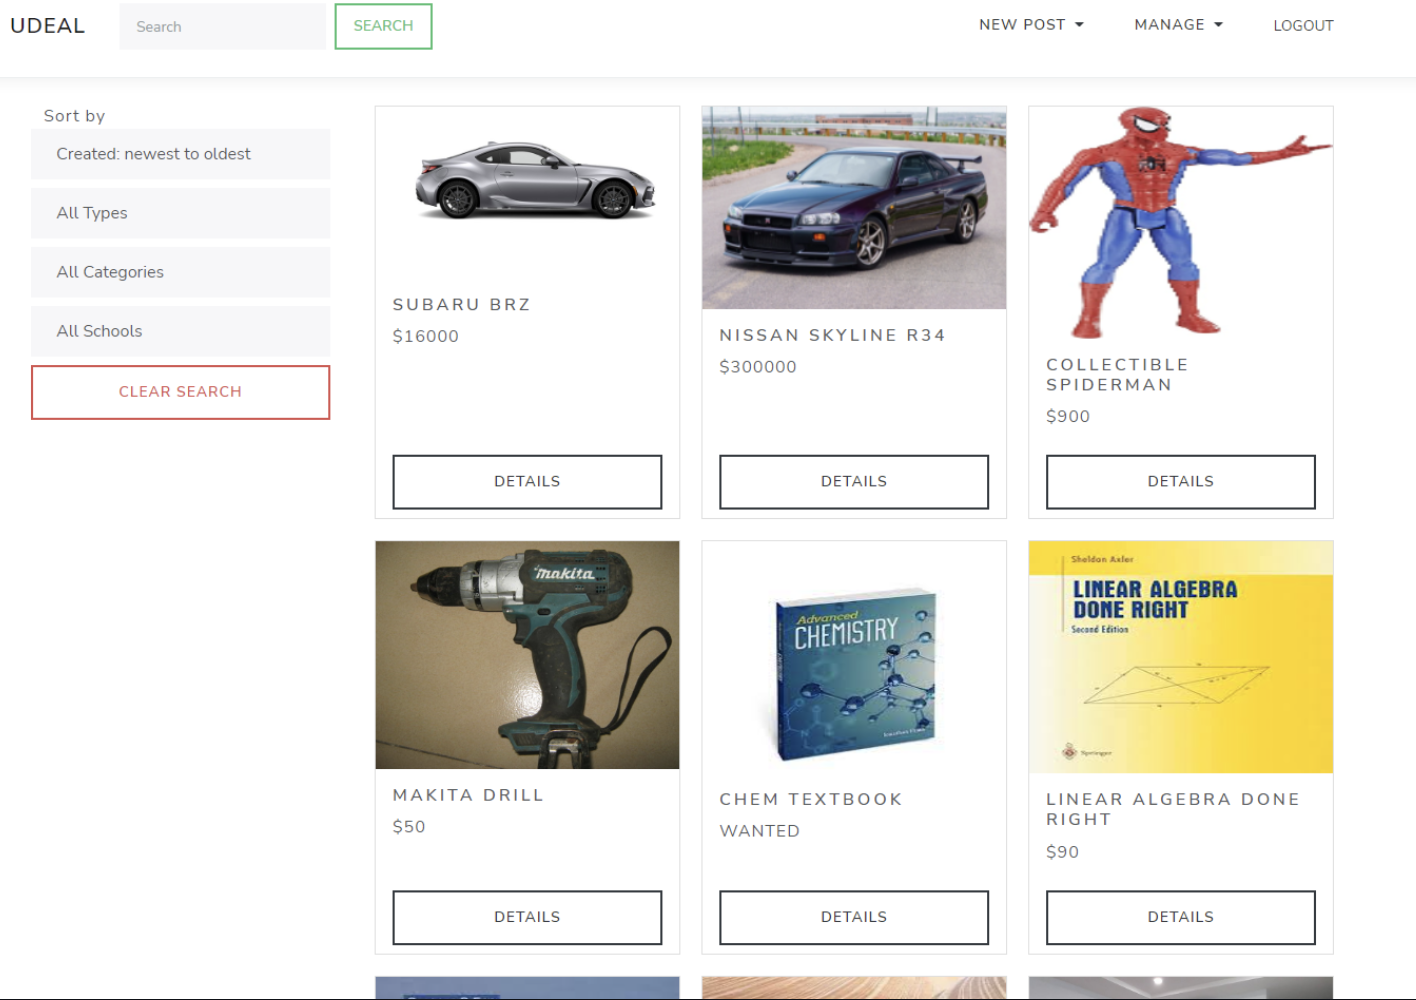 UDEAL
Search
SEARCH
NEW POST
MANAGE
LOGOUT
Sort by
Created: newest to oldest
All Types
All Categories
All Schools
CLEAR SEARCH
SUBARU BRZ
$16000
DETAILS
NISSAN SKYLINE R34
$300000
DETAILS
COLLECTIBLE
SPIDERMAN
$900
DETAILS
makita
MAKITA DRILL
$50
DETAILS
Advanced
CHEMISTRY
CHEM TEXTBOOK
WANTED
DETAILS
Sheldon Axler
LINEAR ALGEBRA
DONE RIGHT
Second Edition
Springer
LINEAR ALGEBRA DONE
RIGHT
$90
DETAILS